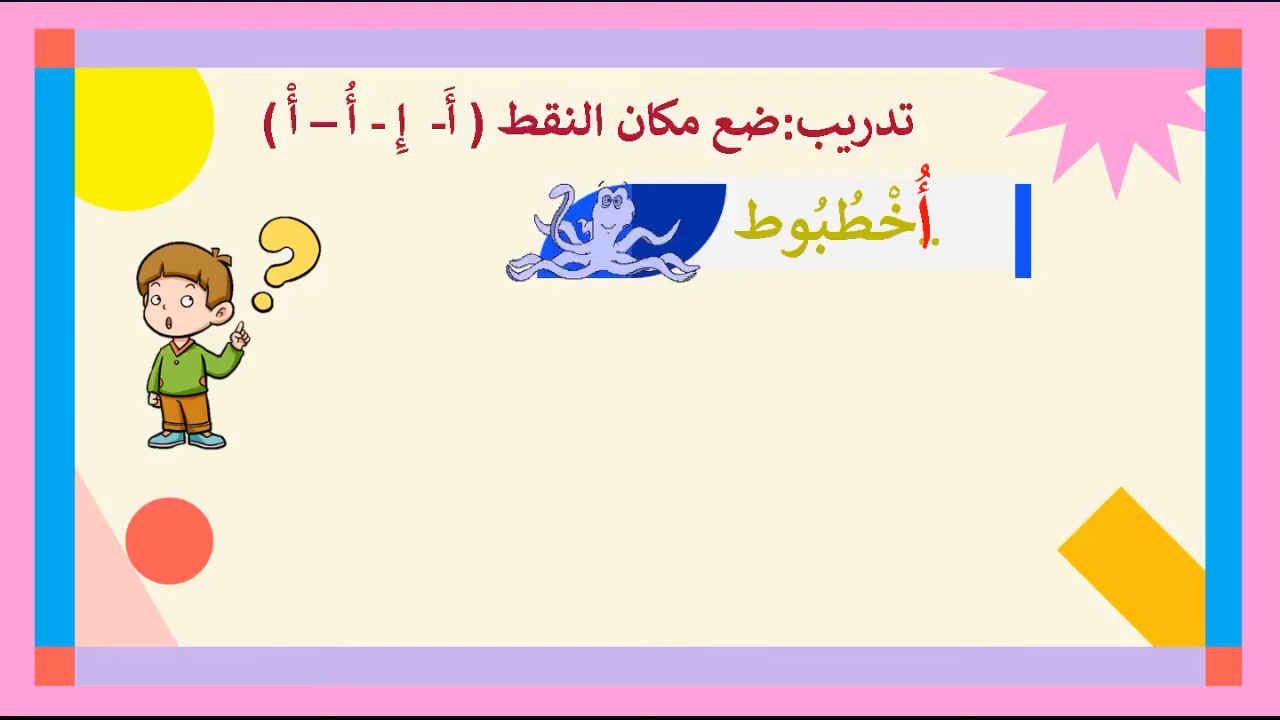 تدريب:ضع مكان النقط ( أَ- إِ - أُ – أْ )
أُخْطُبُوط